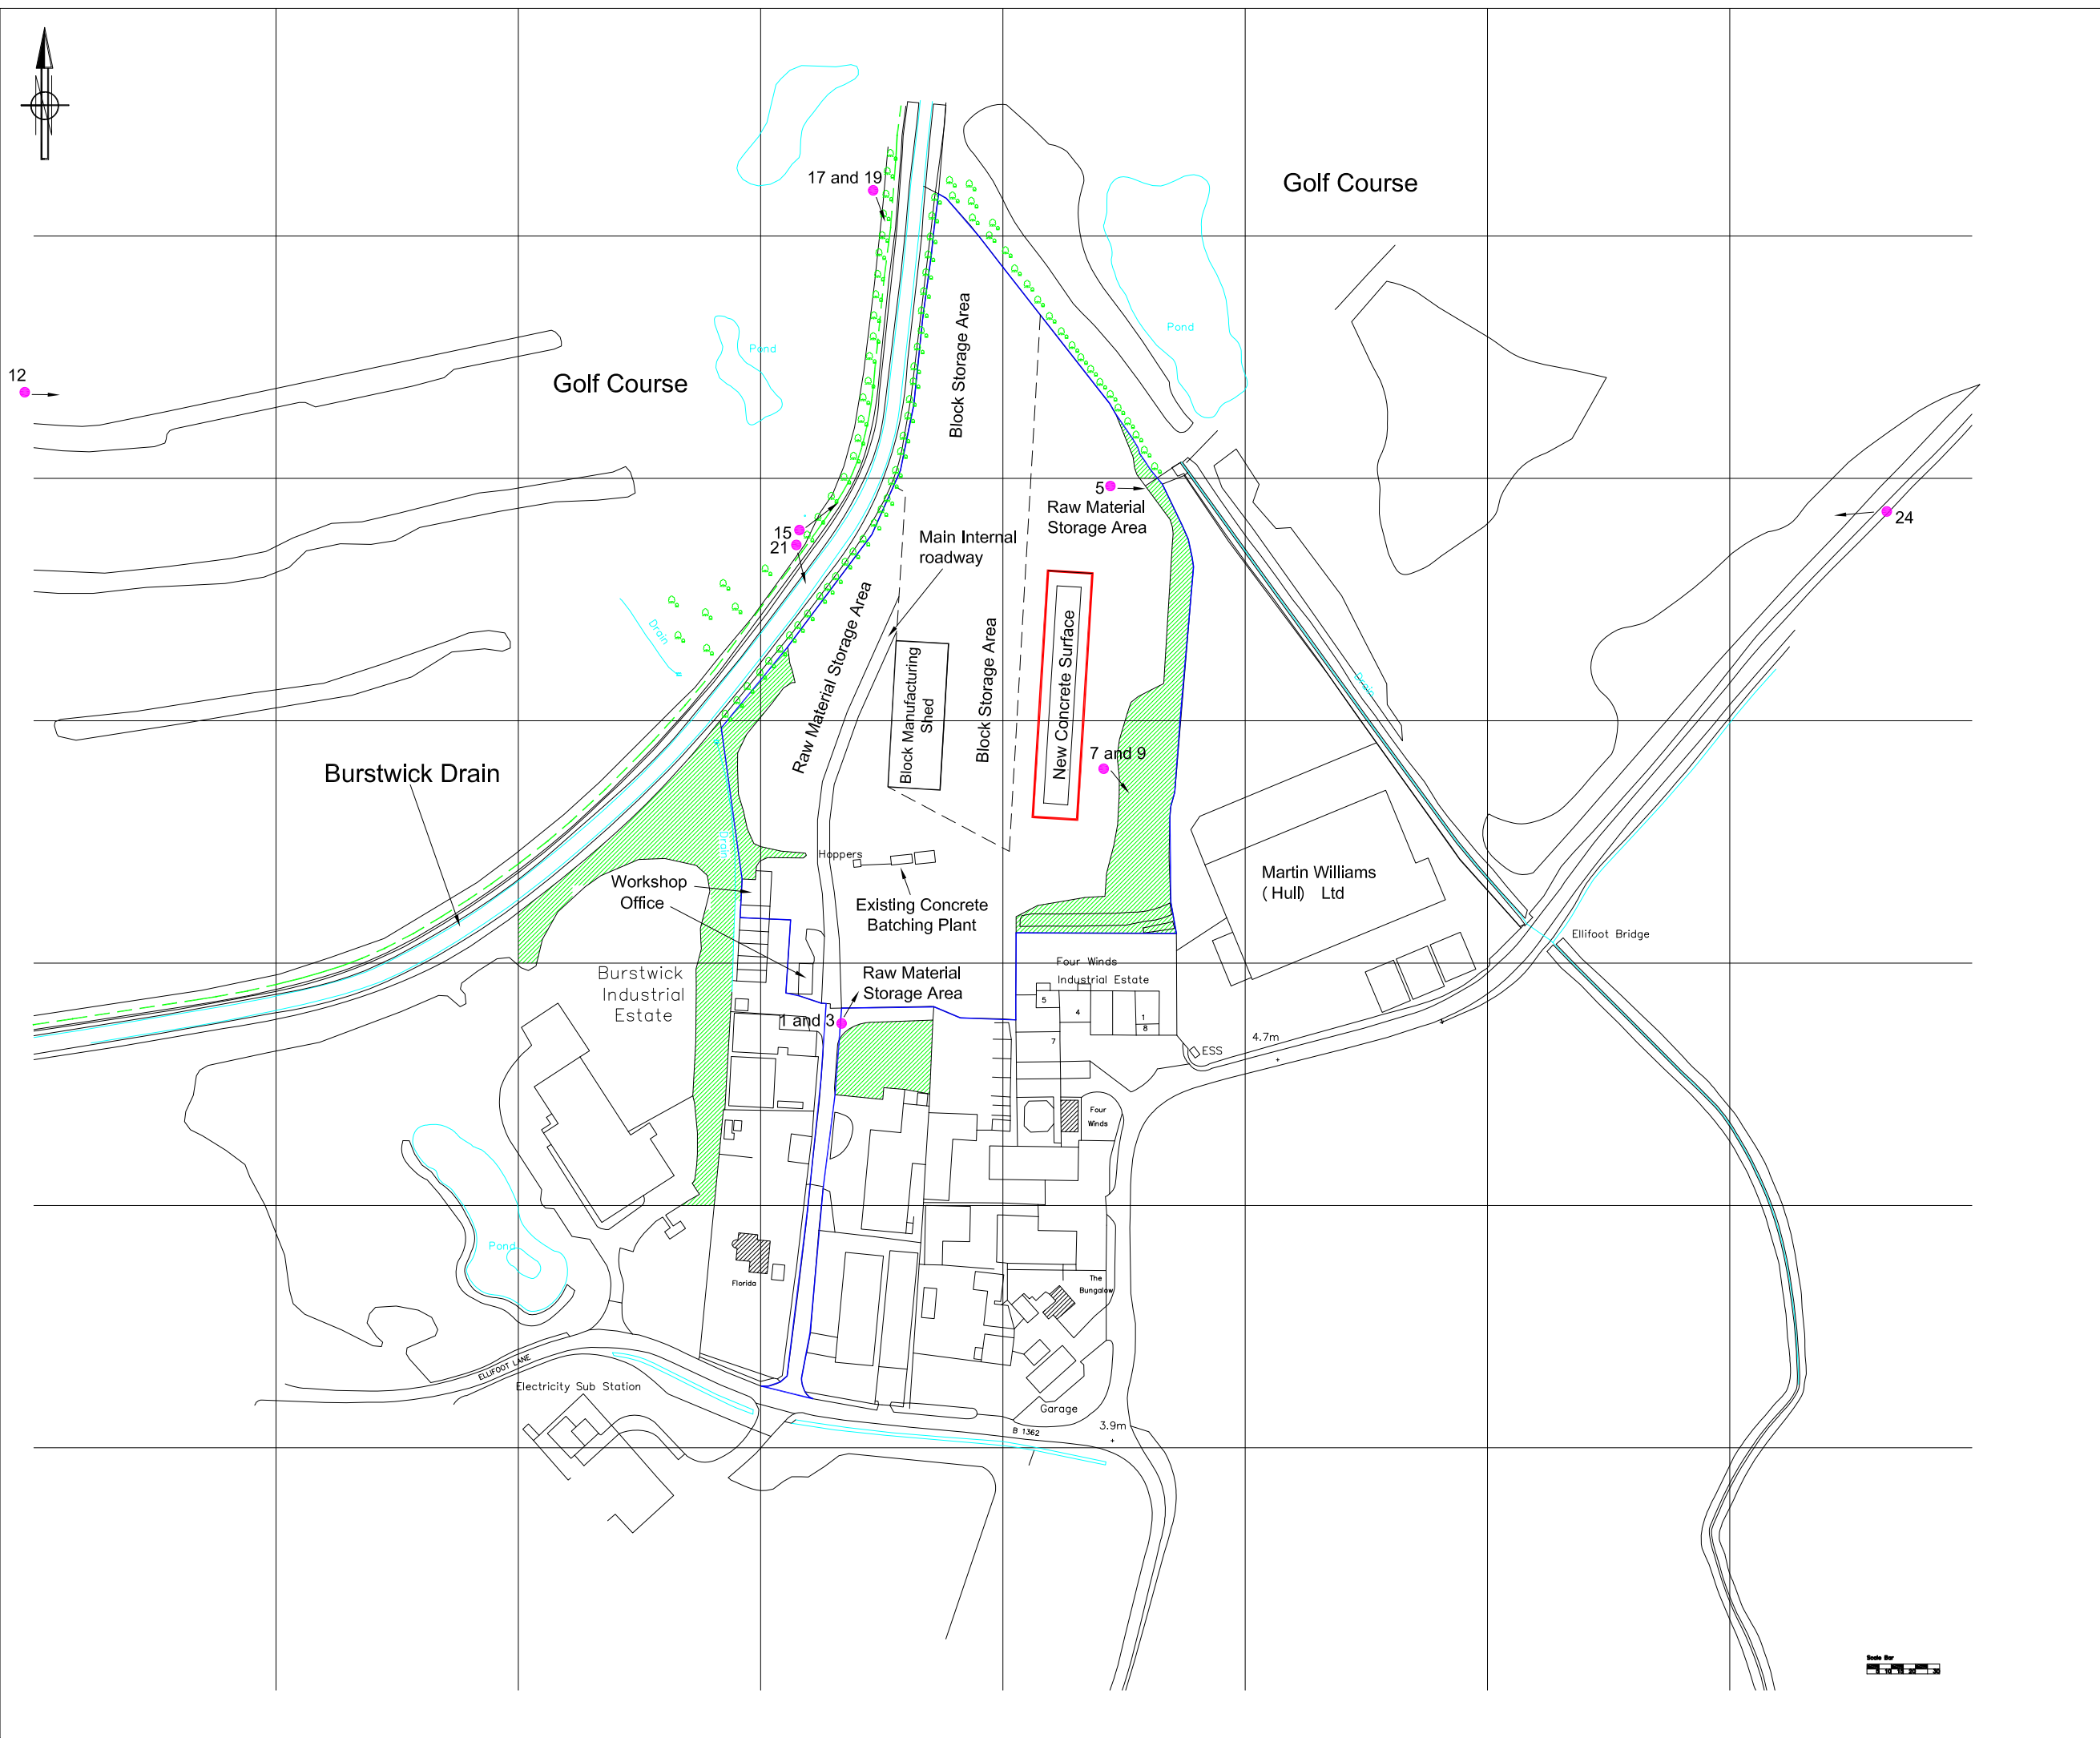 17 and 19
Golf Course
Pond
Block Storage Area
Pond
12
Golf Course
5
Raw Material
Storage Area
24
15
21
Main Internal
roadway
Drain
Raw Material Storage Area
Block Manufacturing
Shed
Block Storage Area
New Concrete Surface
Drain
7 and 9
Burstwick Drain
Drain
Hoppers
Workshop
Office
Existing Concrete
Batching Plant
Martin Williams
( Hull) Ltd
Ellifoot Bridge
Four Winds
Industrial Estate
Burstwick
Industrial
Estate
Raw Material
Storage Area
1 and 3
5
4
1
8
7
ESS
4.7m
Four
Winds
Pond
Florida
The
Bungalow
ELLIFOOT LANE
Electricity Sub Station
Garage
3.9m
B 1362
Scale Bar